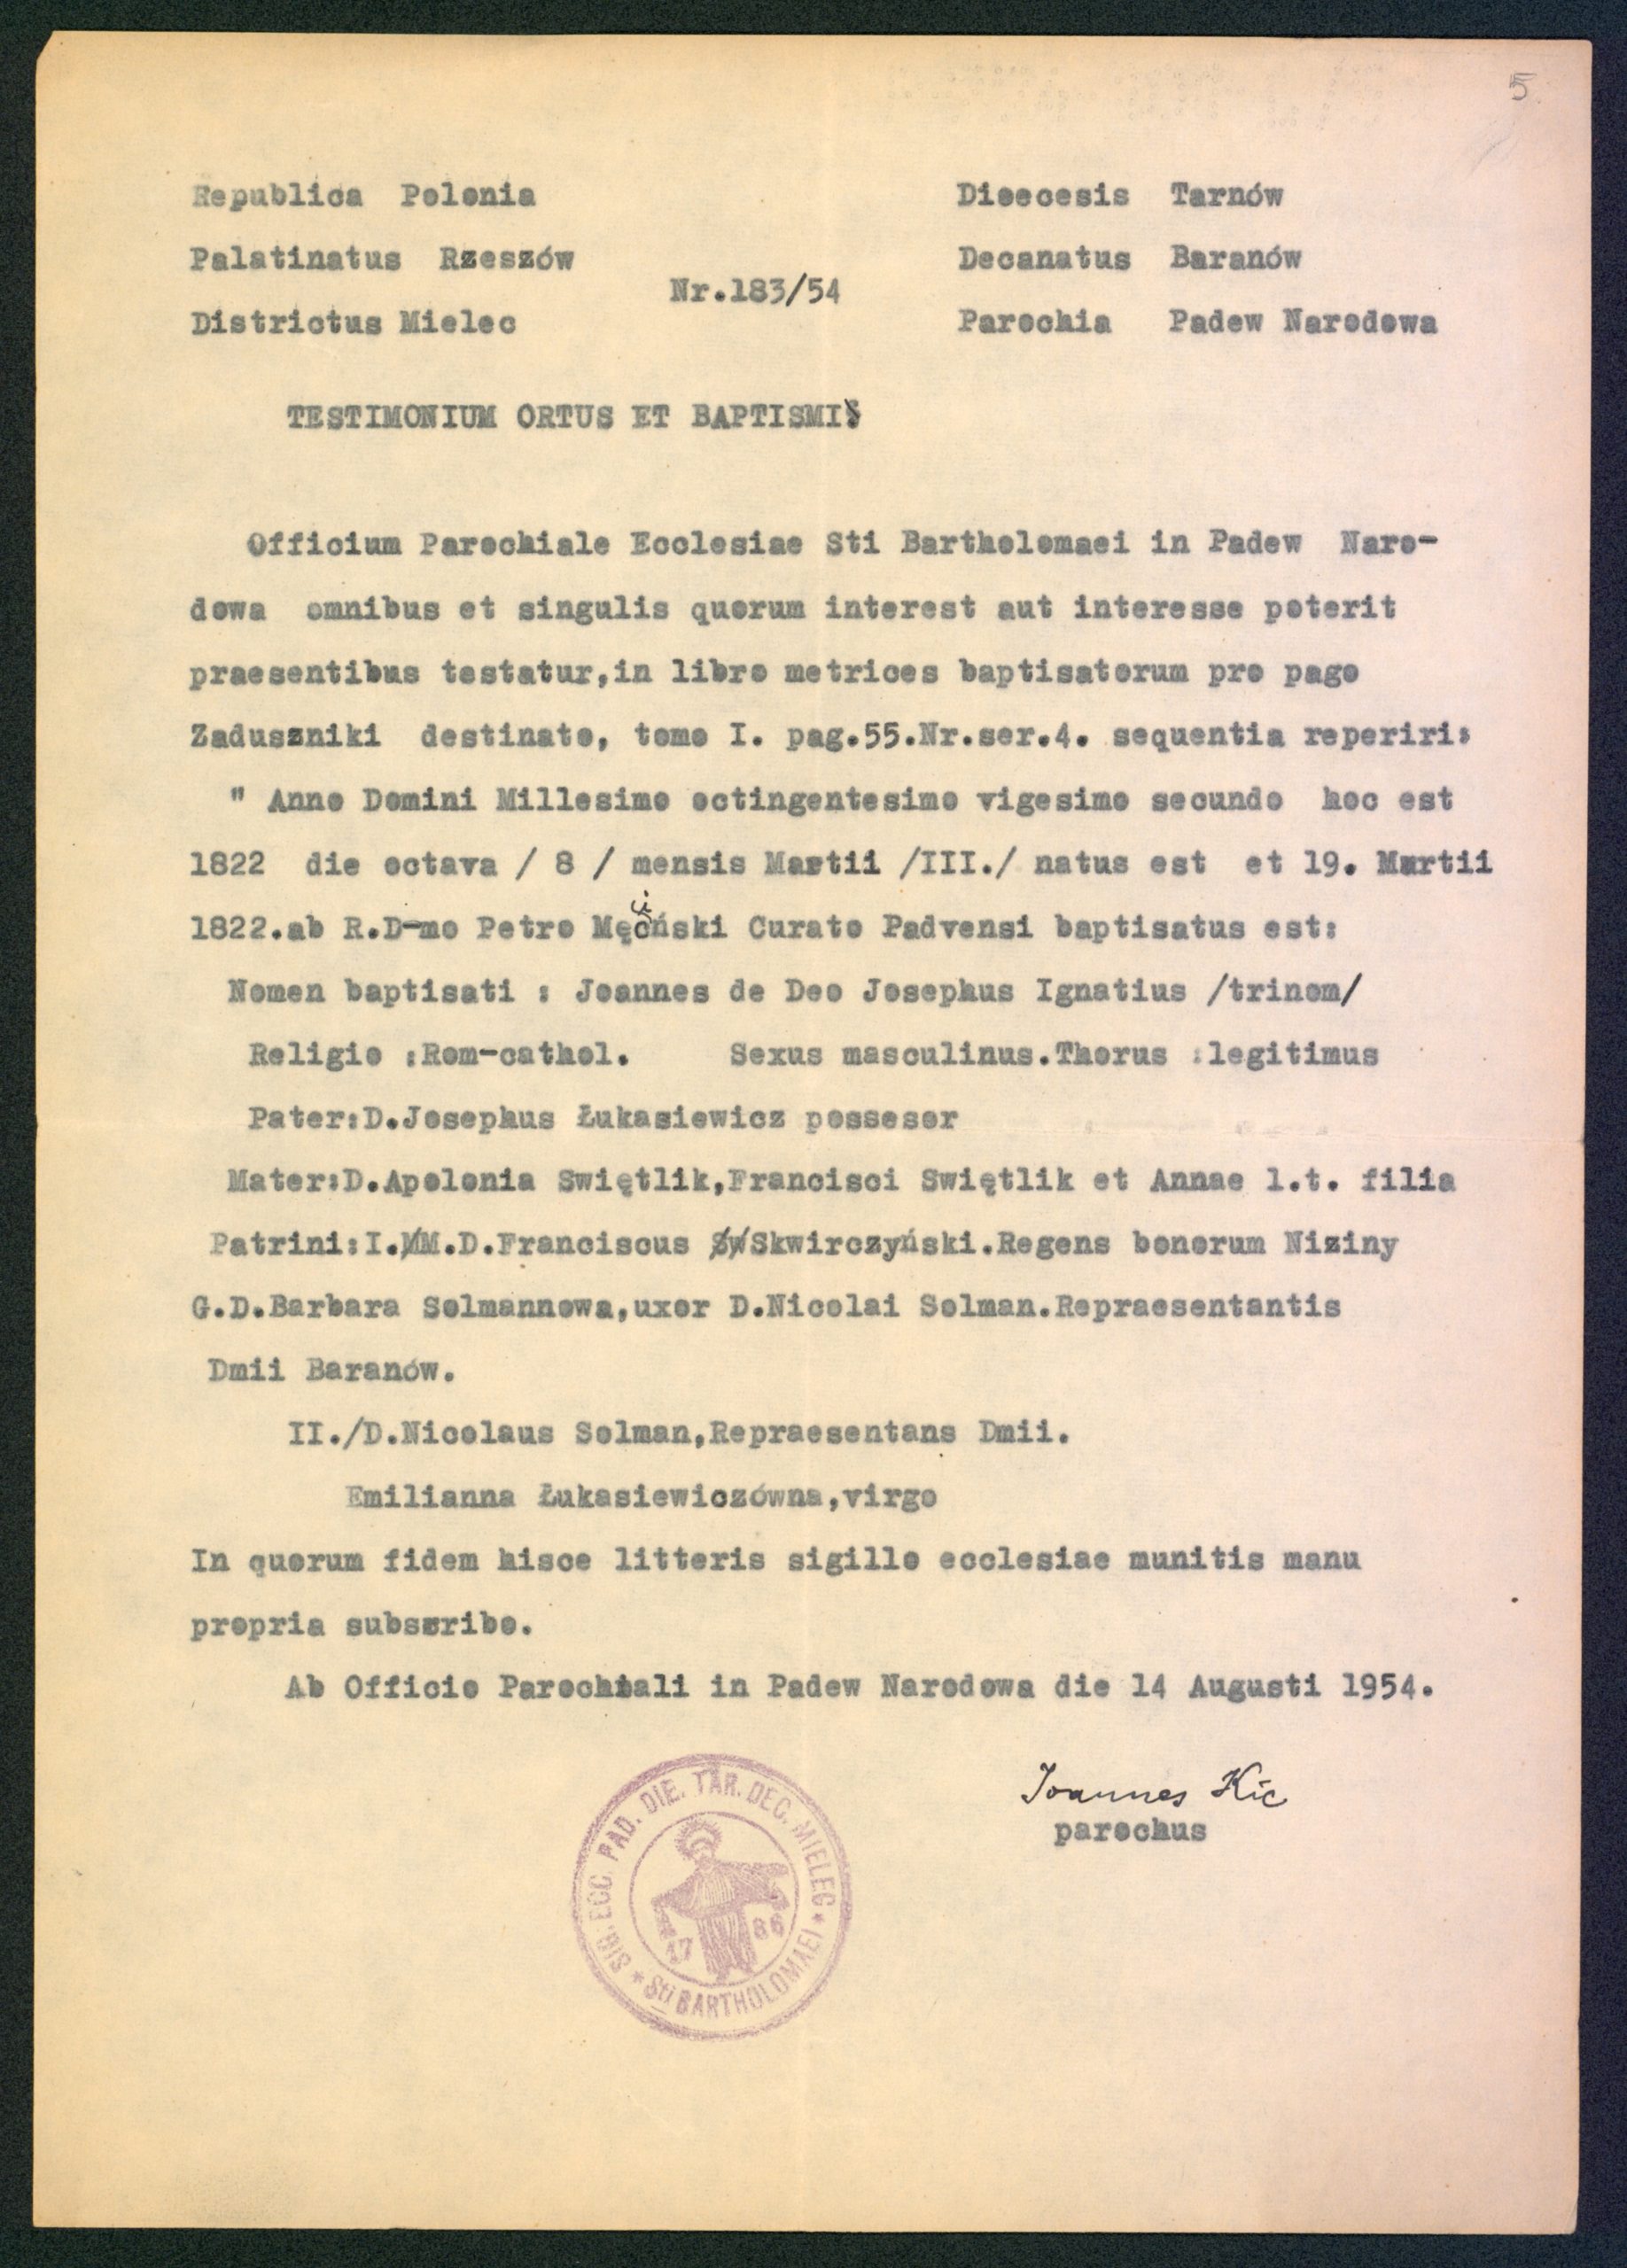 5.
Republica Polonia
Dioecesis Tarnów
Palatinatus Rzeszów
Decanatus Baranów
Nr.183/54
Districtus Mielec
Parochia Padew Narodowa
TESTIMONIUM ORTUS ET BAPTISMI
Officium Parochiale Ecclesiae Sti Bartholomaei in Padew Naro-
dowa omnibus et singulis quorum interest aut interesse poterit
praesentibus testatur,in libro metrices baptisatorum pro pago
Zaduszniki destinato, tomo I. pag.55.Nr.ser.4. sequentia reperiri:
" Anno Domini Millesimo octingentesimo vigesimo secundo hoc est
1822 die octava / 8 / mensis Martii /III./ natus est et 19. Martii
1822.ab R.D-mo Petro Męciński Curato Padvensi baptisatus est:
Nomen baptisati : Joannes de Deo Josephus Ignatius /trinom/
Religio :Rom-cathol. Sexus masculinus.Thorus :legitimus
Pater:D.Josephus Łukasiewicz possesor
Mater:D.Apolonia Swiętlik,Francisci Swiętlik et Annae l.t. filia
Patrini:I.M.D.Franciscus Skwirczyński.Regens bonorum Niziny
G.D.Barbara Solmannowa,uxor D.Nicolai Solman.Repraesentantis
Dmii Baranów.
II./D.Nicolaus Solman,Repraesentans Dmii.
Emilianna Łukasiewiczówna,virgo
In quorum fidem hisce litteris sigillo ecclesiae munitis manu
propria subscribo.
Ab Officio Parochiali in Padew Narodowa die 14 Augusti 1954.
Joannes Kic
parochus
SIG. ECC. PAD. DIE. TAR. DEC. MIELEC * Sti BARTHOLOMAEI *
17 86